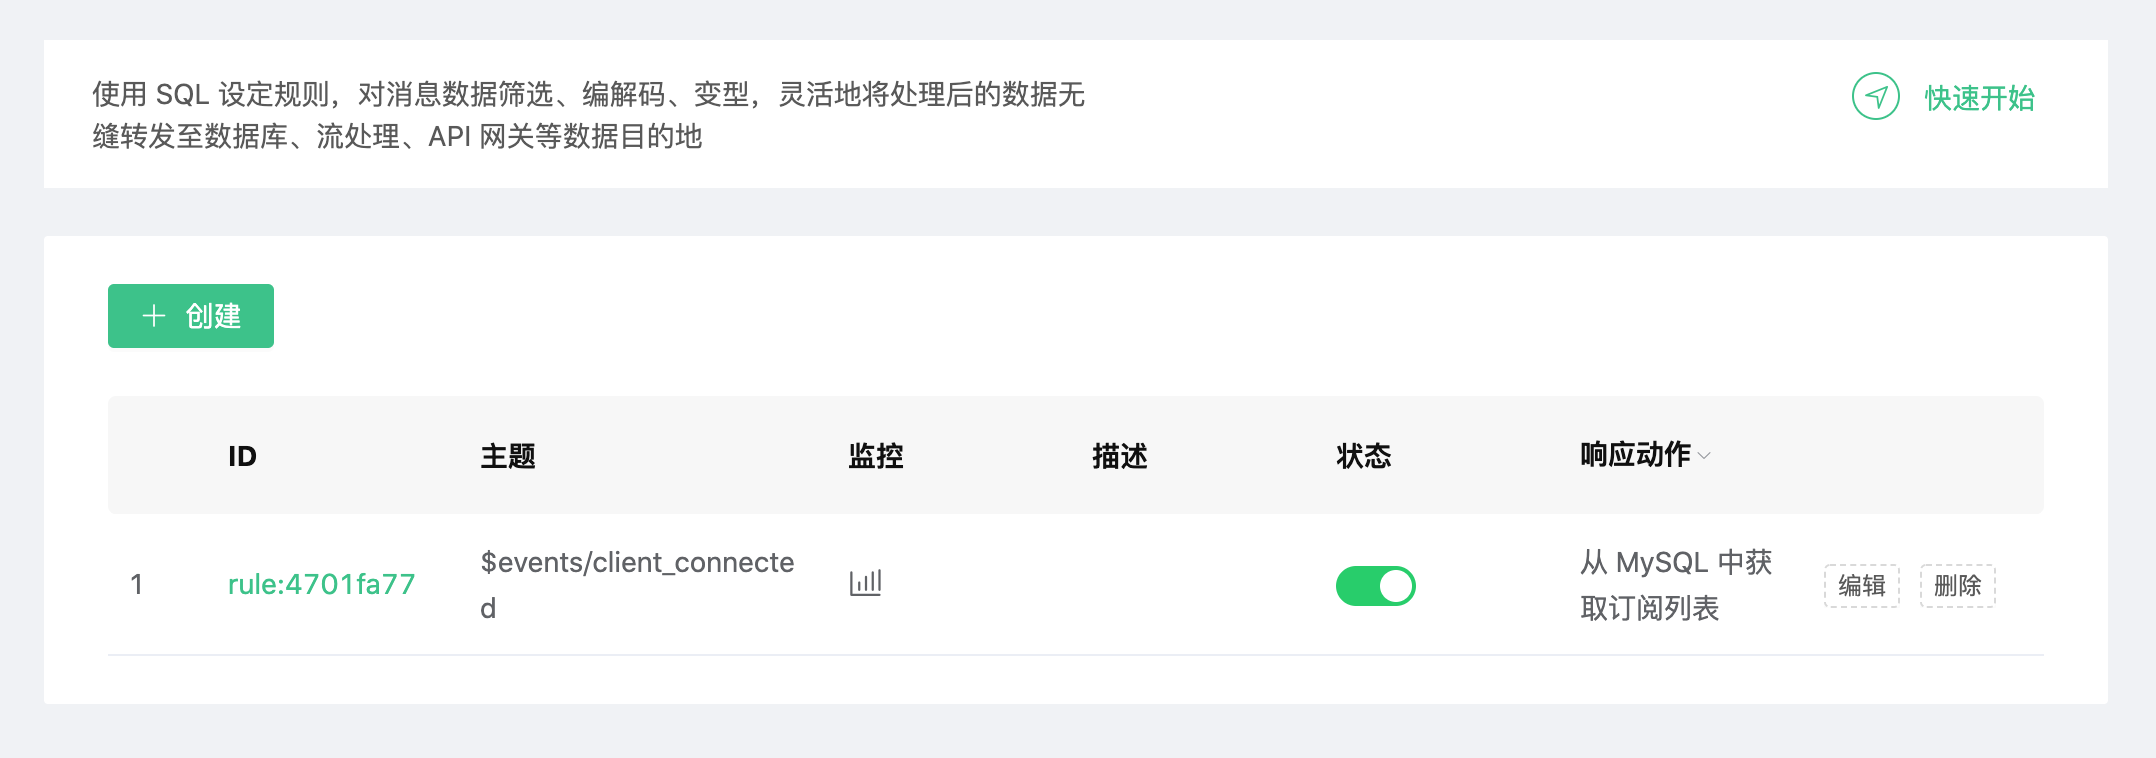 使用 SQL 设定规则，对消息数据筛选、编解码、变型，灵活地将处理后的数据无
缝转发至数据库、流处理、API 网关等数据目的地
快速开始
创建
ID 主题 监控 描述 状态 响应动作
1 rule:4701fa77 $events/client_connecte
d
从 MySQL 中获
取订阅列表
编辑 删除